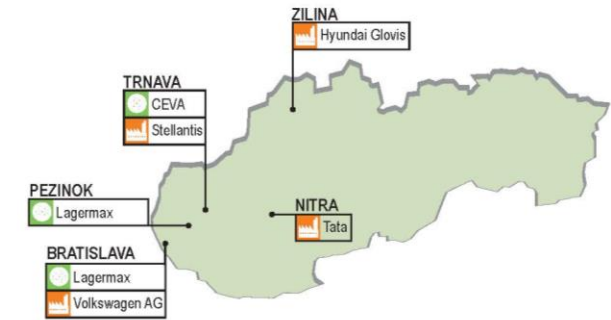 ZILINA
Hyundai Glovis
TRNAVA
CEVA
Stellantis
PEZINOK
Lagermax
NITRA
Tata
BRATISLAVA
Lagermax
Volkswagen AG